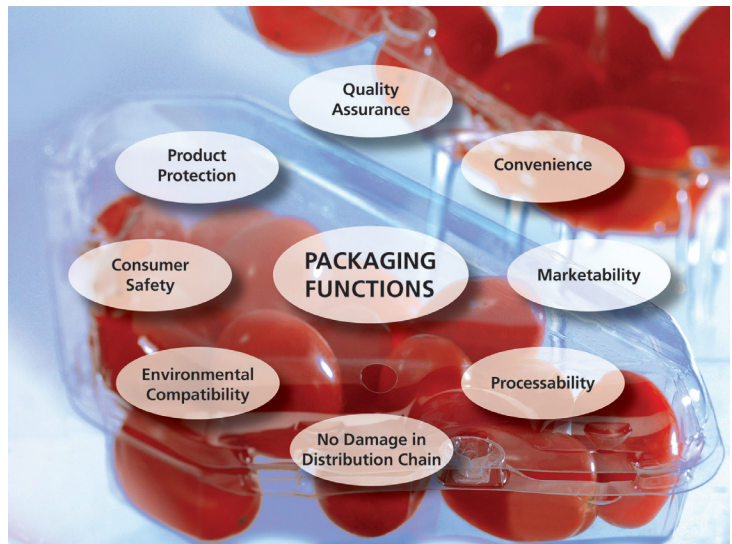 Quality
Assurance
Product
Protection
Convenience
Consumer
Safety
PACKAGING
FUNCTIONS
Marketability
Environmental
Compatibility
Processability
No Damage in
Distribution Chain